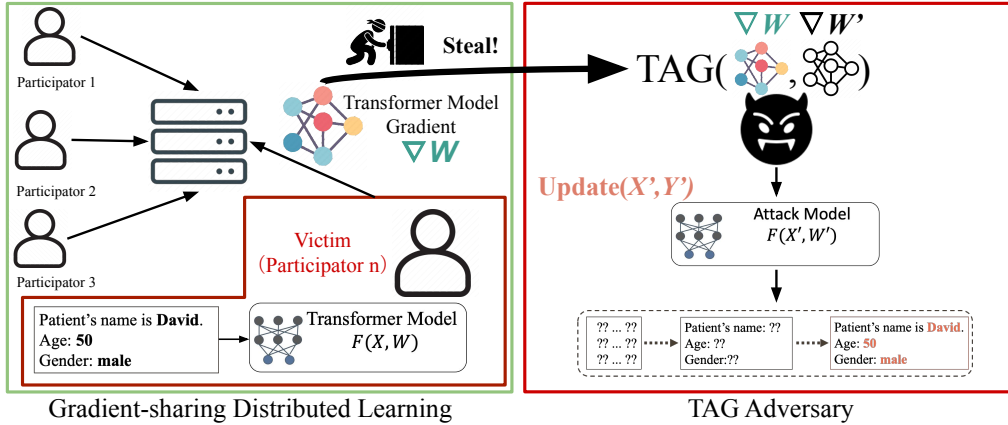 Participator 1
Participator 2
Participator 3
Steal!
Transformer Model
Gradient
∇W
Victim
(Participator n)
Patient's name is David.
Age: 50
Gender: male
Transformer Model
F(X, W)
Gradient-sharing Distributed Learning
∇W ∇W'
TAG( , )
Update(X',Y')
Attack Model
F(X′, W′)
?? ... ??
?? ... ??
?? ... ??
Patient's name: ??
Age: ??
Gender:??
Patient's name is David.
Age: 50
Gender: male
TAG Adversary